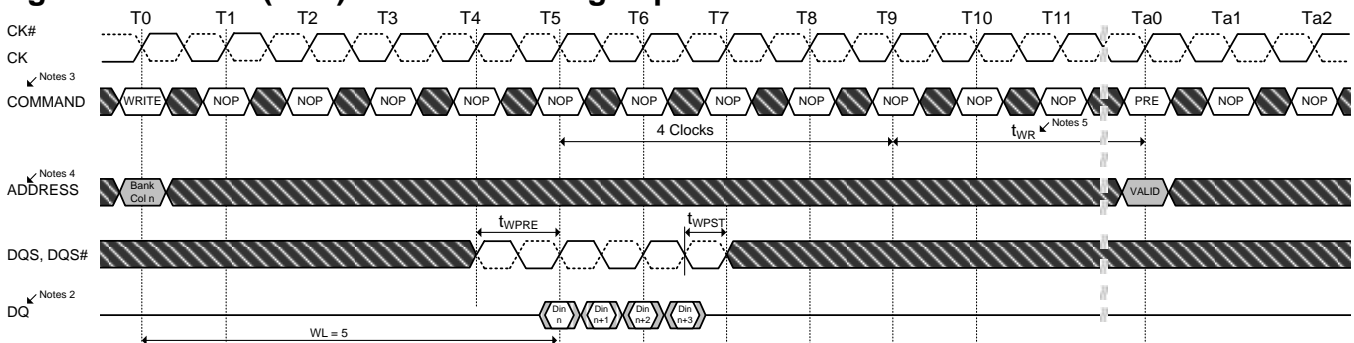 T0 T1 T2 T3 T4 T5 T6 T7 T8 T9 T10 T11 Ta0 Ta1 Ta2
CK#
CK
Notes 3
COMMAND WRITE NOP NOP NOP NOP NOP NOP NOP NOP NOP NOP NOP PRE NOP NOP
4 Clocks tWR Notes 5
Notes 4
ADDRESS Bank Col n VALID
tWPRE tWPST
DQS, DQS#
Notes 2
DQ Din n Din n+1 Din n+2 Din n+3
WL = 5